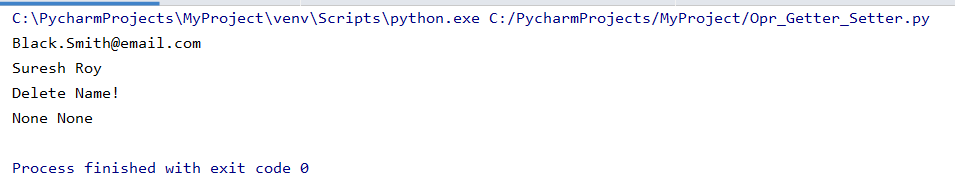 C:\PycharmProjects\MyProject\venv\Scripts\python.exe C:/PycharmProjects/MyProject/Opr_Getter_Setter.py
Black.Smith@email.com
Suresh Roy
Delete Name!
None None
Process finished with exit code 0